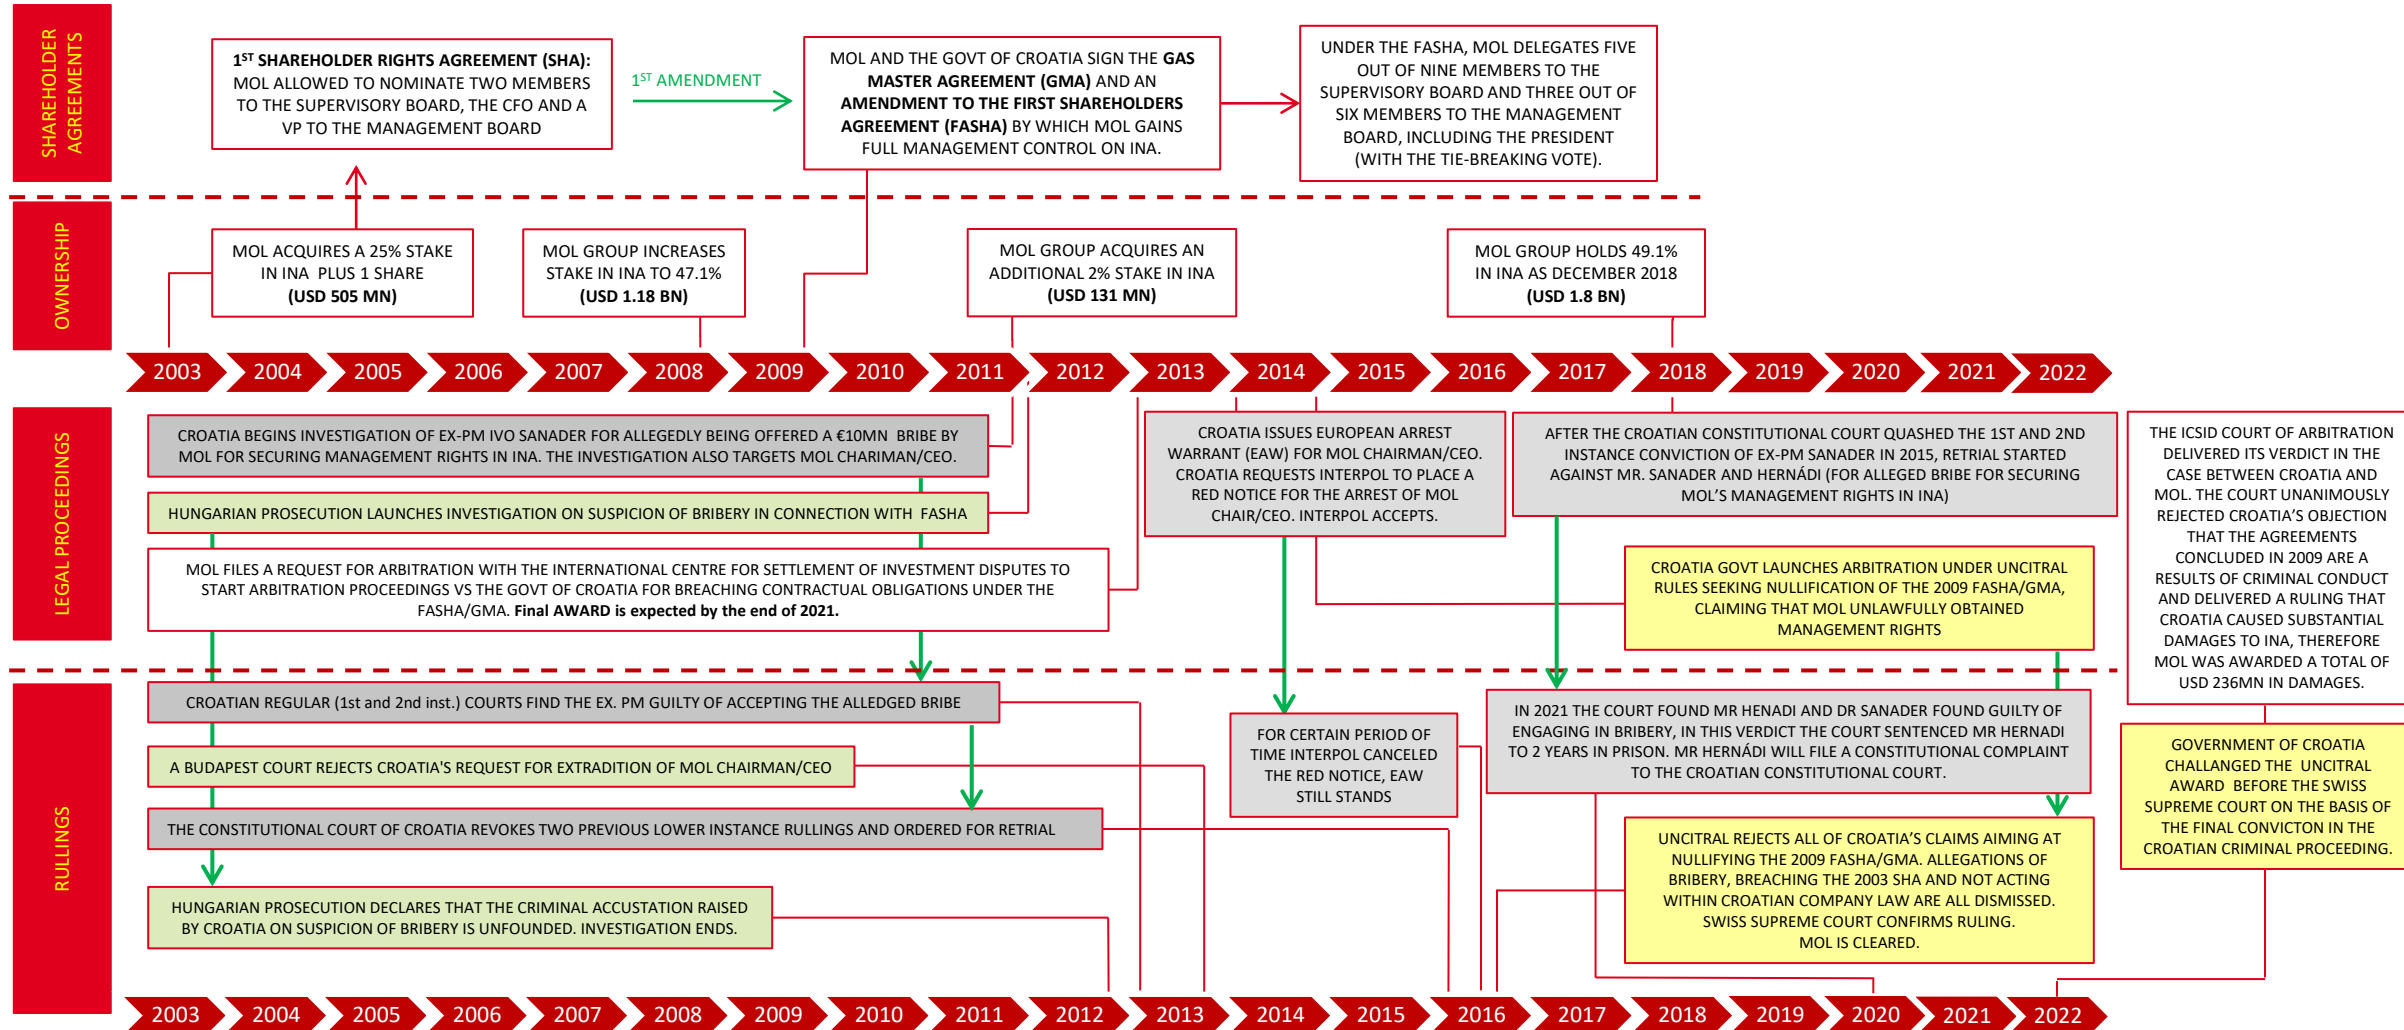 SHAREHOLDER
AGREEMENTS
1ST SHAREHOLDER RIGHTS AGREEMENT (SHA):
MOL ALLOWED TO NOMINATE TWO MEMBERS
TO THE SUPERVISORY BOARD, THE CFO AND A
VP TO THE MANAGEMENT BOARD
1ST AMENDMENT
MOL AND THE GOVT OF CROATIA SIGN THE GAS
MASTER AGREEMENT (GMA) AND AN
AMENDMENT TO THE FIRST SHAREHOLDERS
AGREEMENT (FASHA) BY WHICH MOL GAINS
FULL MANAGEMENT CONTROL ON INA.
UNDER THE FASHA, MOL DELEGATES FIVE
OUT OF NINE MEMBERS TO THE
SUPERVISORY BOARD AND THREE OUT OF
SIX MEMBERS TO THE MANAGEMENT
BOARD, INCLUDING THE PRESIDENT
(WITH THE TIE-BREAKING VOTE).
OWNERSHIP
MOL ACQUIRES A 25% STAKE
IN INA PLUS 1 SHARE
(USD 505 MN)
MOL GROUP INCREASES
STAKE IN INA TO 47.1%
(USD 1.18 BN)
MOL GROUP ACQUIRES AN
ADDITIONAL 2% STAKE IN INA
(USD 131 MN)
MOL GROUP HOLDS 49.1%
IN INA AS DECEMBER 2018
(USD 1.8 BN)
2003 2004 2005 2006 2007 2008 2009 2010 2011 2012 2013 2014 2015 2016 2017 2018 2019 2020 2021 2022
LEGAL PROCEEDINGS
CROATIA BEGINS INVESTIGATION OF EX-PM IVO SANADER FOR ALLEGEDLY BEING OFFERED A €10MN BRIBE BY
MOL FOR SECURING MANAGEMENT RIGHTS IN INA. THE INVESTIGATION ALSO TARGETS MOL CHARIMAN/CEO.
HUNGARIAN PROSECUTION LAUNCHES INVESTIGATION ON SUSPICION OF BRIBERY IN CONNECTION WITH FASHA
MOL FILES A REQUEST FOR ARBITRATION WITH THE INTERNATIONAL CENTRE FOR SETTLEMENT OF INVESTMENT DISPUTES TO
START ARBITRATION PROCEEDINGS VS THE GOVT OF CROATIA FOR BREACHING CONTRACTUAL OBLIGATIONS UNDER THE
FASHA/GMA. Final AWARD is expected by the end of 2021.
CROATIA ISSUES EUROPEAN ARREST
WARRANT (EAW) FOR MOL CHAIRMAN/CEO.
CROATIA REQUESTS INTERPOL TO PLACE A
RED NOTICE FOR THE ARREST OF MOL
CHAIR/CEO. INTERPOL ACCEPTS.
AFTER THE CROATIAN CONSTITUTIONAL COURT QUASHED THE 1ST AND 2ND
INSTANCE CONVICTION OF EX-PM SANADER IN 2015, RETRIAL STARTED
AGAINST MR. SANADER AND HERNÁDI (FOR ALLEGED BRIBE FOR SECURING
MOL'S MANAGEMENT RIGHTS IN INA)
CROATIA GOVT LAUNCHES ARBITRATION UNDER UNCITRAL
RULES SEEKING NULLIFICATION OF THE 2009 FASHA/GMA,
CLAIMING THAT MOL UNLAWFULLY OBTAINED
MANAGEMENT RIGHTS
THE ICSID COURT OF ARBITRATION
DELIVERED ITS VERDICT IN THE
CASE BETWEEN CROATIA AND
MOL. THE COURT UNANIMOUSLY
REJECTED CROATIA'S OBJECTION
THAT THE AGREEMENTS
CONCLUDED IN 2009 ARE A
RESULTS OF CRIMINAL CONDUCT
AND DELIVERED A RULING THAT
CROATIA CAUSED SUBSTANTIAL
DAMAGES TO INA, THEREFORE
MOL WAS AWARDED A TOTAL OF
USD 236MN IN DAMAGES.
RULLINGS
CROATIAN REGULAR (1st and 2nd inst.) COURTS FIND THE EX. PM GUILTY OF ACCEPTING THE ALLEDGED BRIBE
A BUDAPEST COURT REJECTS CROATIA'S REQUEST FOR EXTRADITION OF MOL CHAIRMAN/CEO
THE CONSTITUTIONAL COURT OF CROATIA REVOKES TWO PREVIOUS LOWER INSTANCE RULLINGS AND ORDERED FOR RETRIAL
HUNGARIAN PROSECUTION DECLARES THAT THE CRIMINAL ACCUSTATION RAISED
BY CROATIA ON SUSPICION OF BRIBERY IS UNFOUNDED. INVESTIGATION ENDS.
FOR CERTAIN PERIOD OF
TIME INTERPOL CANCELED
THE RED NOTICE, EAW
STILL STANDS
IN 2021 THE COURT FOUND MR HENADI AND DR SANADER FOUND GUILTY OF
ENGAGING IN BRIBERY, IN THIS VERDICT THE COURT SENTENCED MR HERNADI
TO 2 YEARS IN PRISON. MR HERNÁDI WILL FILE A CONSTITUTIONAL COMPLAINT
TO THE CROATIAN CONSTITUTIONAL COURT.
UNCITRAL REJECTS ALL OF CROATIA'S CLAIMS AIMING AT
NULLIFYING THE 2009 FASHA/GMA. ALLEGATIONS OF
BRIBERY, BREACHING THE 2003 SHA AND NOT ACTING
WITHIN CROATIAN COMPANY LAW ARE ALL DISMISSED.
SWISS SUPREME COURT CONFIRMS RULING.
MOL IS CLEARED.
GOVERNMENT OF CROATIA
CHALLANGED THE UNCITRAL
AWARD BEFORE THE SWISS
SUPREME COURT ON THE BASIS OF
THE FINAL CONVICTON IN THE
CROATIAN CRIMINAL PROCEEDING.
2003 2004 2005 2006 2007 2008 2009 2010 2011 2012 2013 2014 2015 2016 2017 2018 2019 2020 2021 2022